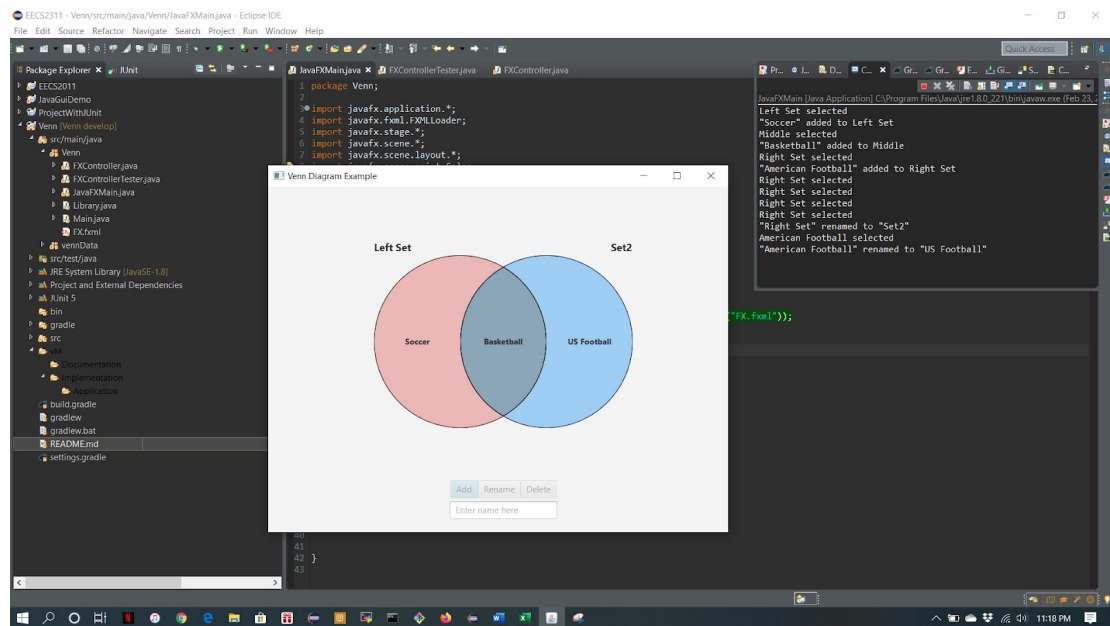 EECS2311 - Venn/src/main/java/Venn/JavaFXMain.java - Eclipse IDE
File Edit Source Refactor Navigate Search Project Run Window Help
Quick Access
Package Explorer JUnit
EECS2011
JavaGuiDemo
ProjectWithJUnit
Venn [Venn develop]
src/main/java
Venn
FXController.java
FXControllerTester.java
JavaFXMain.java
Library.java
Main.java
FX.fxml
vennData
src/test/java
JRE System Library [JavaSE-1.8]
Project and External Dependencies
JUnit 5
bin
gradle
src
VM
Documentation
Implementation
Application
build.gradle
gradlew
gradlew.bat
README.md
settings.gradle
JavaFXMain.java FXControllerTester.java FXController.java
1 package Venn;
2
3 import javafx.application.*;
4 import javafx.fxml.FXMLLoader;
5 import javafx.stage.*;
6 import javafx.scene.*;
7 import javafx.scene.layout.*;
"FX.fxml"));
40
41
42 }
43
Venn Diagram Example
Left Set
Set2
Soccer
Basketball
US Football
Add Rename Delete
Enter name here
Pr... J... D... C... Gr... Gr... E... Gi... S... C...
JavaFXMain [Java Application] C:\Program Files\Java\jre1.8.0_221\bin\javaw.exe (Feb 23, 2
Left Set selected
"Soccer" added to Left Set
Middle selected
"Basketball" added to Middle
Right Set selected
"American Football" added to Right Set
Right Set selected
Right Set selected
Right Set selected
Right Set selected
"Right Set" renamed to "Set2"
American Football selected
"American Football" renamed to "US Football"
11:18 PM